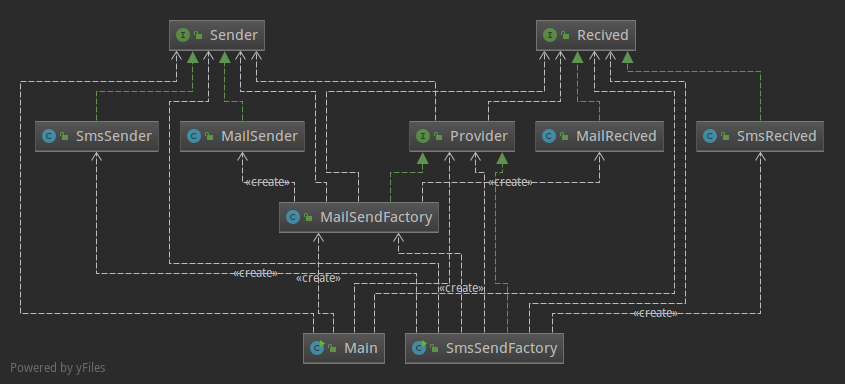 I Sender
I Recived
C SmsSender
C MailSender
I Provider
C MailRecived
C SmsRecived
«create»
«create»
C MailSendFactory
«create»
«create»
«create»
«create»
C Main
C SmsSendFactory
Powered by yFiles